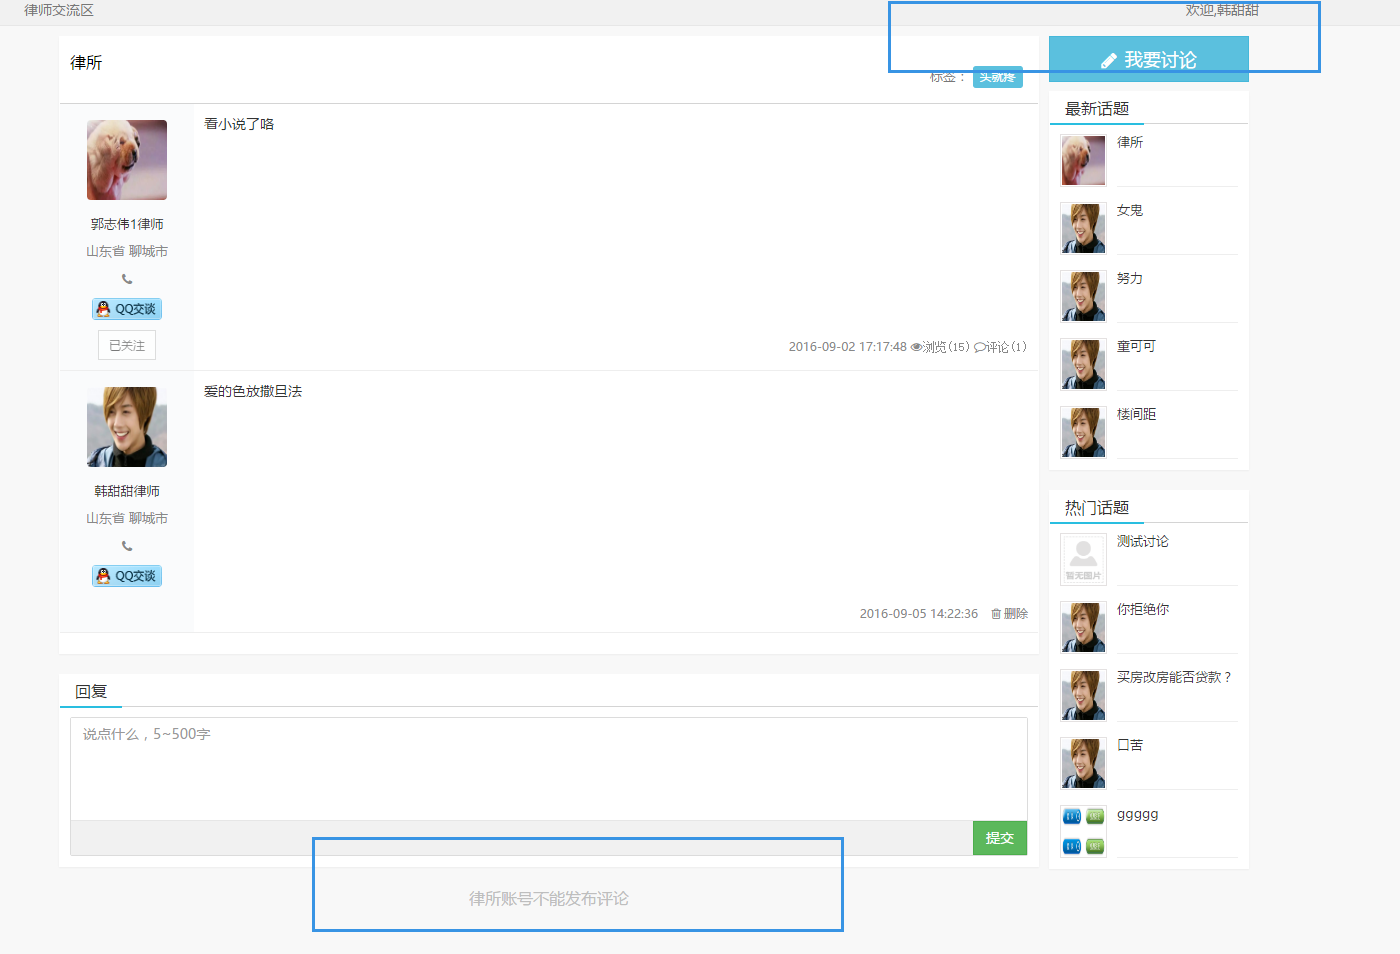 律师交流区
欢迎,韩甜甜
律所
标签： 头就疼
看小说了咯
郭志伟1律师
山东省 聊城市
QQ交谈
已关注
2016-09-02 17:17:48 浏览(15) 评论(1)
爱的色放撒旦法
韩甜甜律师
山东省 聊城市
QQ交谈
2016-09-05 14:22:36 删除
回复
说点什么，5~500字
提交
律所账号不能发布评论
我要讨论
最新话题
律所
女鬼
努力
童可可
楼间距
热门话题
测试讨论
暂无图片
你拒绝你
买房改房能否贷款？
口苦
ggggg